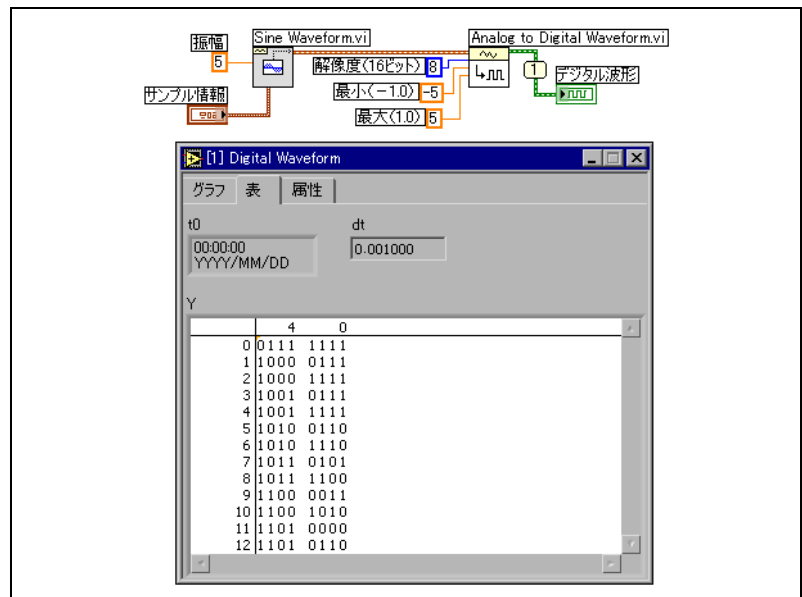 振幅
Sine Waveform.vi
Analog to Digital Waveform.vi
5
解像度(16ビット) 8
1
デジタル波形
サンプル情報
最小(-1.0) -5
最大(1.0) 5
[1] Digital Waveform
グラフ 表 属性
t0 dt
00:00:00
YYYY/MM/DD
0.001000
Y
4 0
0 0111 1111
1 1000 0111
2 1000 1111
3 1001 0111
4 1001 1111
5 1010 0110
6 1010 1110
7 1011 0101
8 1011 1100
9 1100 0011
10 1100 1010
11 1101 0000
12 1101 0110